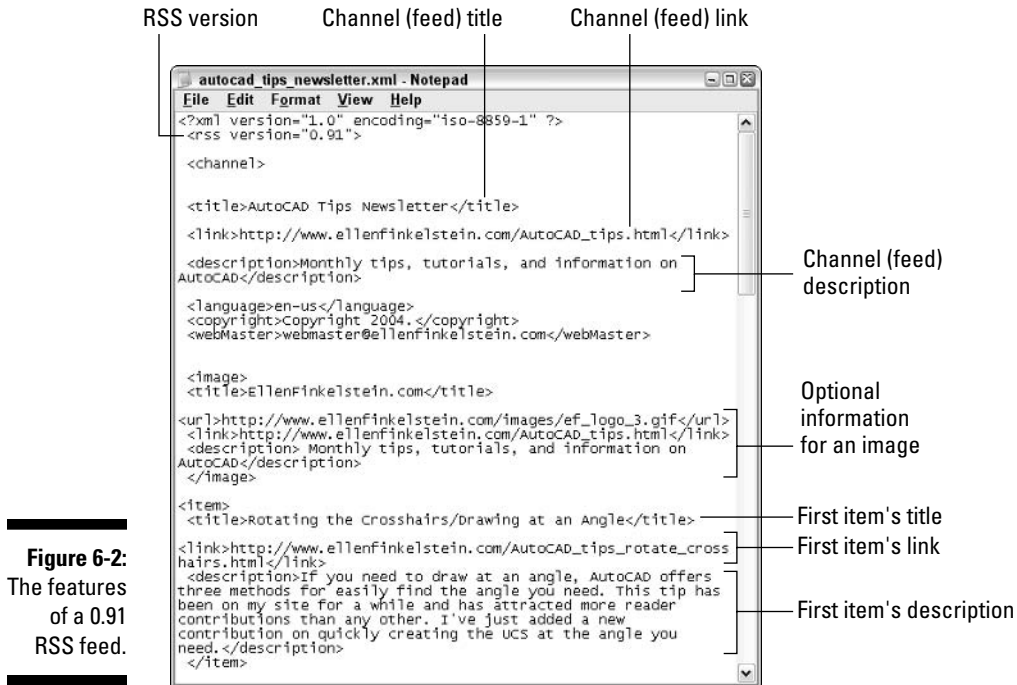 RSS version
Channel (feed) title
Channel (feed) link
autocad_tips_newsletter.xml - Notepad
File Edit Format View Help
<?xml version="1.0" encoding="iso-8859-1" ?>
<rss version="0.91">
<channel>
<title>AutoCAD Tips Newsletter</title>
<link>http://www.ellenfinkelstein.com/AutoCAD_tips.html</link>
<description>Monthly tips, tutorials, and information on
AutoCAD</description>
Channel (feed)
description
<language>en-us</language>
<copyright>Copyright 2004.</copyright>
<webMaster>webmaster@ellenfinkelstein.com</webMaster>
<image>
<title>EllenFinkelstein.com</title>
<url>http://www.ellenfinkelstein.com/images/ef_logo_3.gif</url>
<link>http://www.ellenfinkelstein.com/AutoCAD_tips.html</link>
<description> Monthly tips, tutorials, and information on
AutoCAD</description>
</image>
Optional
information
for an image
<item>
<title>Rotating the Crosshairs/Drawing at an Angle</title>
First item's title
<link>http://www.ellenfinkelstein.com/AutoCAD_tips_rotate_cross
hairs.html</link>
First item's link
<description>If you need to draw at an angle, AutoCAD offers
three methods for easily find the angle you need. This tip has
been on my site for a while and has attracted more reader
contributions than any other. I've just added a new
contribution on quickly creating the UCS at the angle you
need.</description>
</item>
First item's description
Figure 6-2:
The features
of a 0.91
RSS feed.